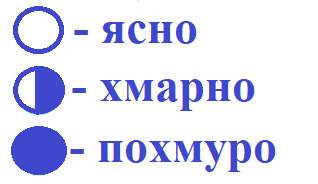 - ясно
- хмарно
- похмуро